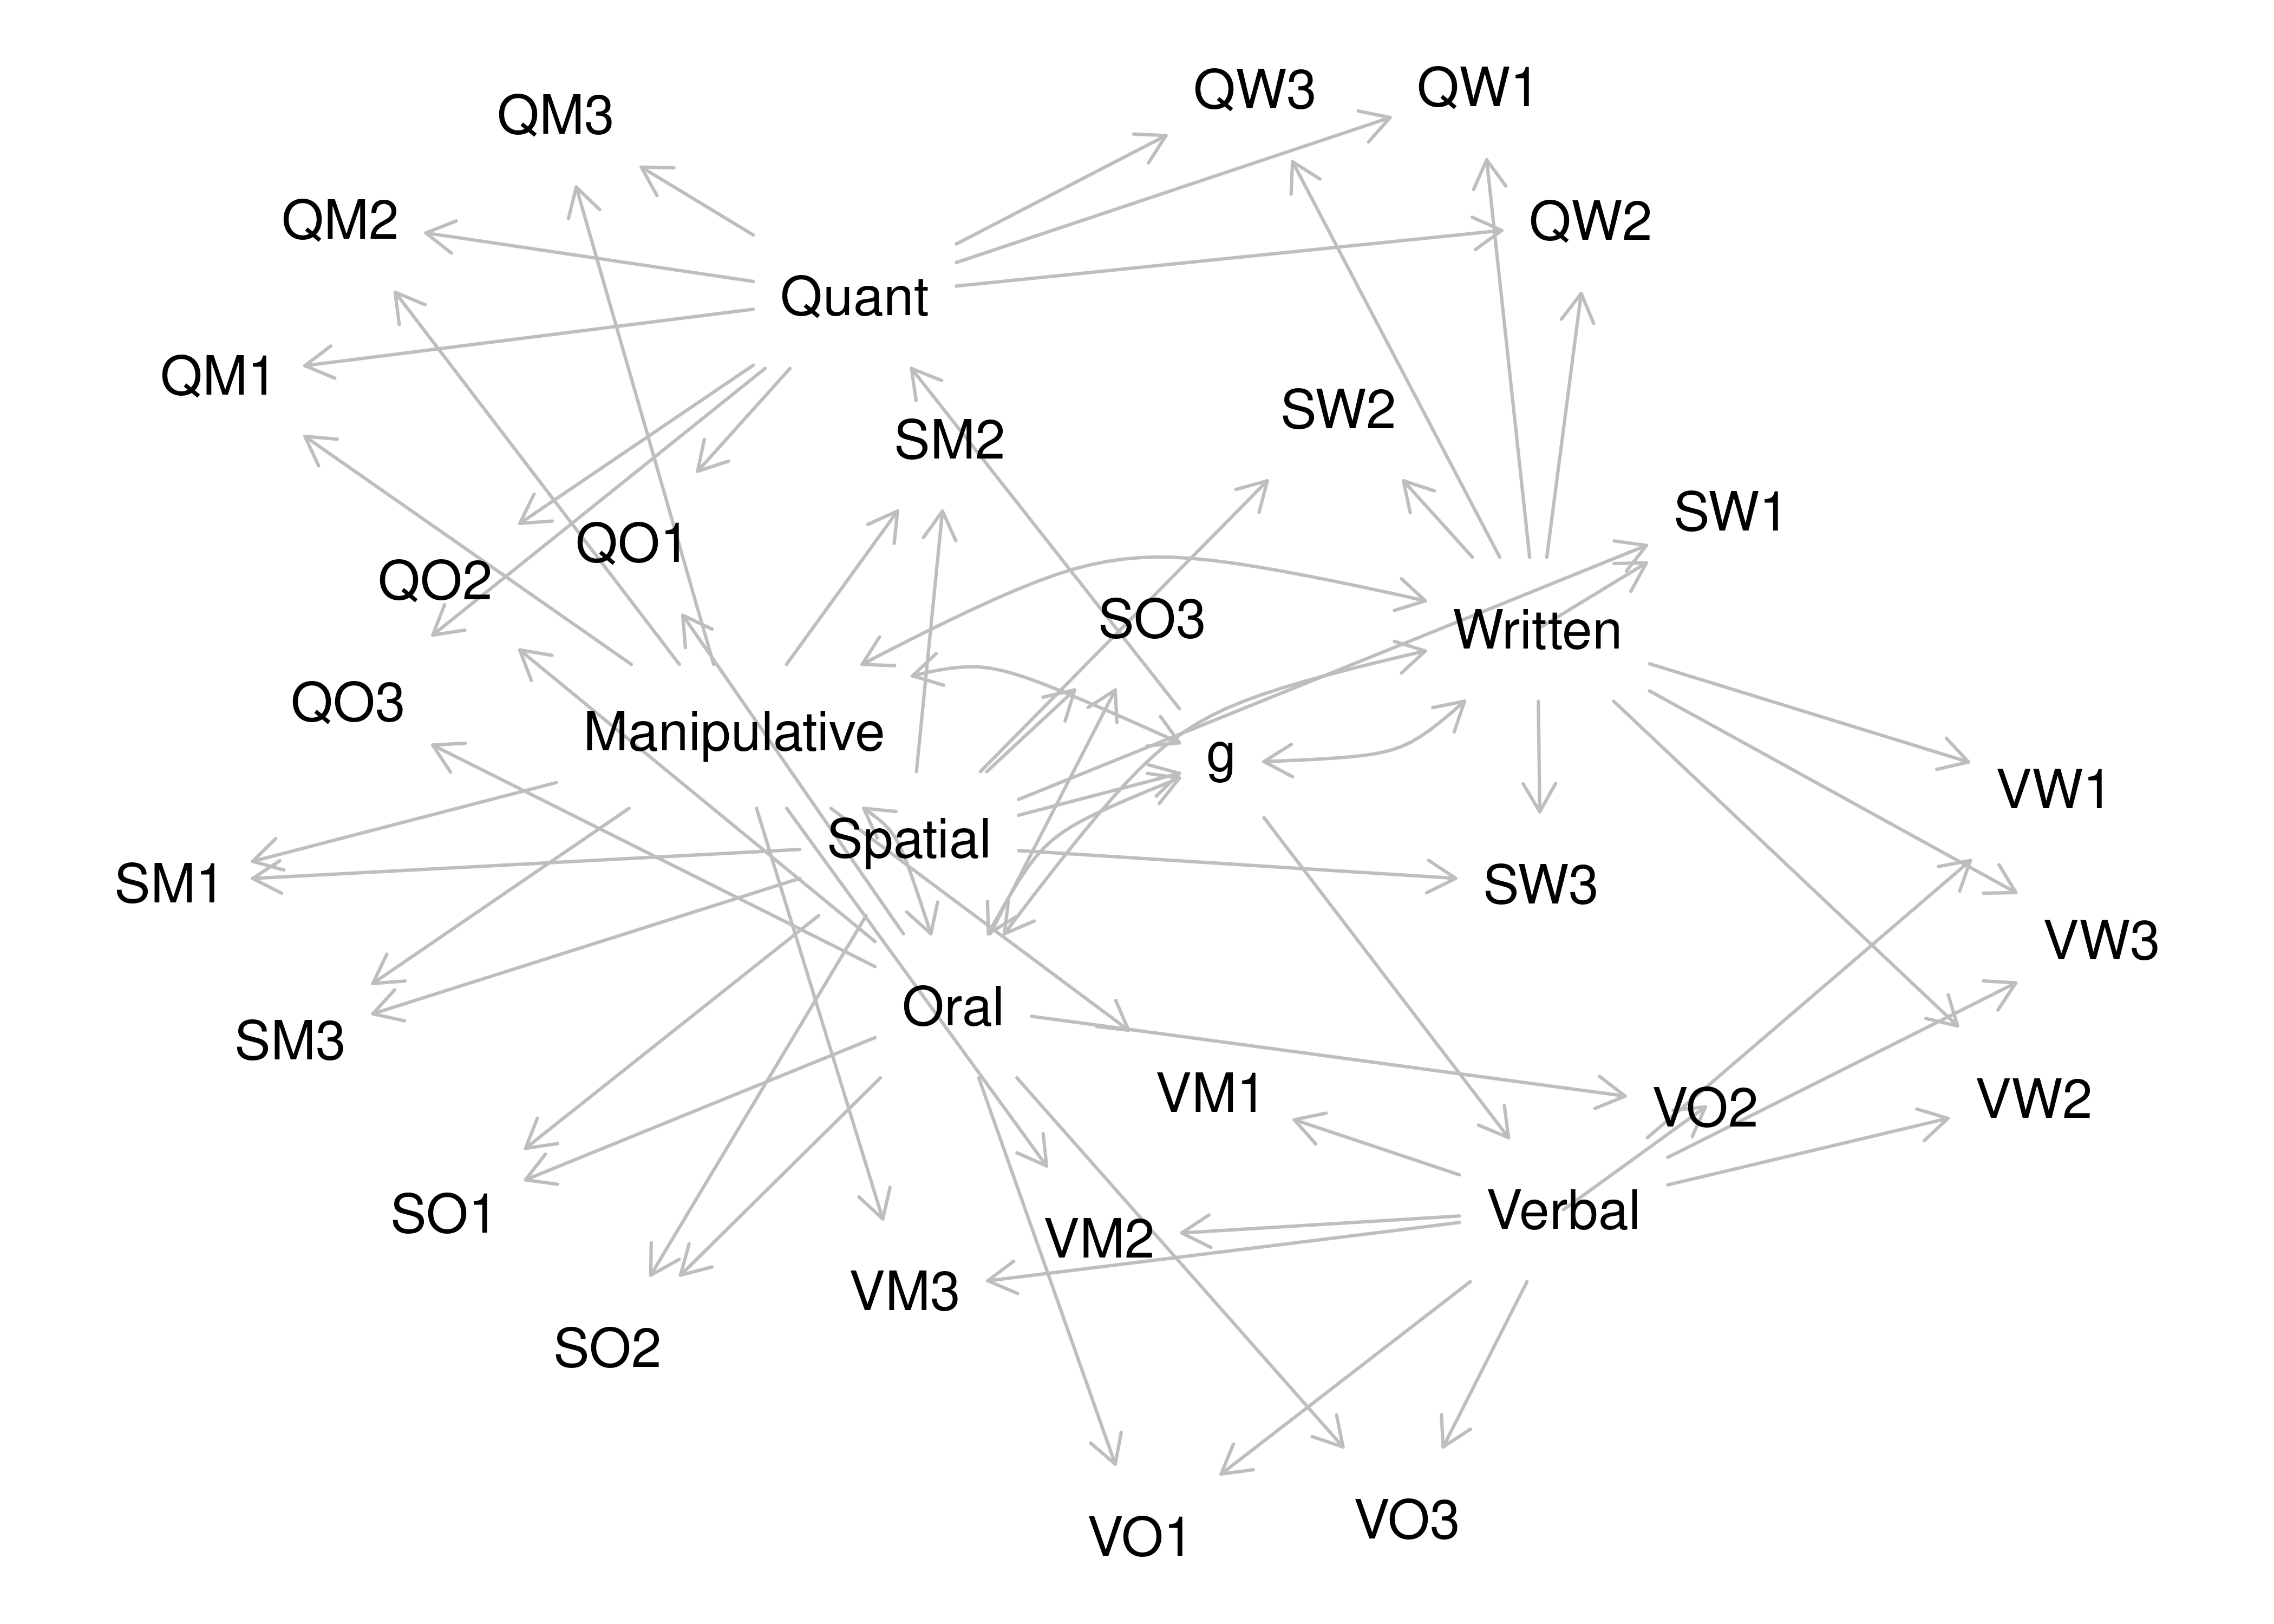 QW3
QW1
QM3
QM2
QW2
Quant
QM1
SW2
SM2
SW1
QO1
QO2
SO3
Written
QO3
Manipulative
g
VW1
Spatial
SM1
SW3
VW3
Oral
SM3
VM1
VO2
VW2
SO1
Verbal
VM2
VM3
SO2
VO3
VO1